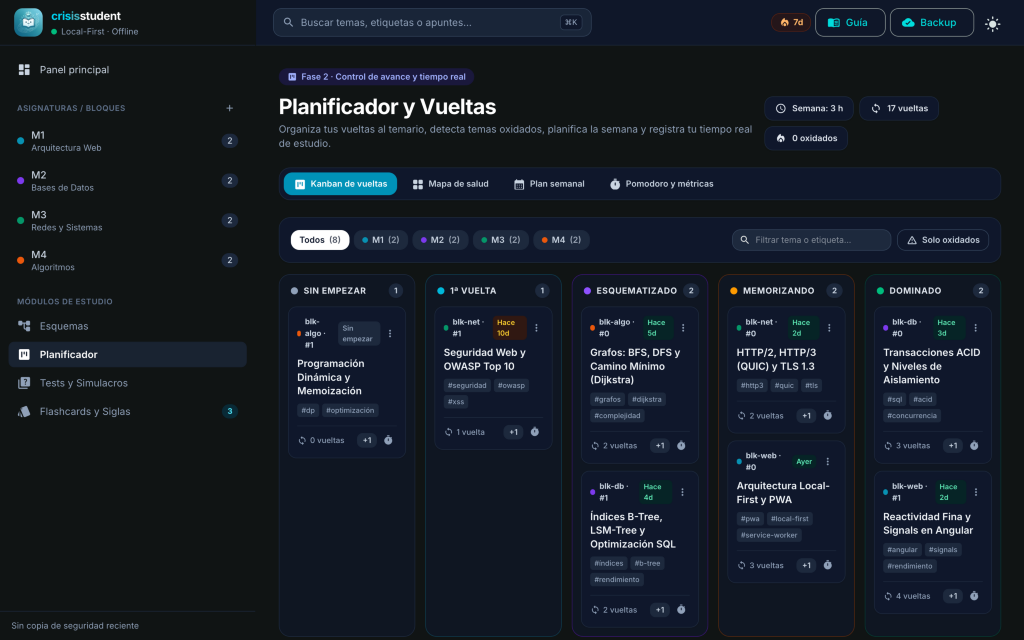 crisisstudent
Local-First · Offline
Buscar temas, etiquetas o apuntes...
⌘K
7d
Guía
Backup
Panel principal
ASIGNATURAS / BLOQUES
+
M1
Arquitectura Web
2
M2
Bases de Datos
2
M3
Redes y Sistemas
2
M4
Algoritmos
2
MÓDULOS DE ESTUDIO
Esquemas
Planificador
Tests y Simulacros
Flashcards y Siglas
3
Sin copia de seguridad reciente
Fase 2 · Control de avance y tiempo real
Planificador y Vueltas
Organiza tus vueltas al temario, detecta temas oxidados, planifica la semana y registra tu tiempo real
de estudio.
Semana: 3 h
17 vueltas
0 oxidados
Kanban de vueltas
Mapa de salud
Plan semanal
Pomodoro y métricas
Todos (8)
M1 (2)
M2 (2)
M3 (2)
M4 (2)
Filtrar tema o etiqueta...
Solo oxidados
SIN EMPEZAR
1
blk-
algo ·
#1
Sin
empezar
Programación
Dinámica y
Memoización
#dp
#optimización
0 vueltas
+1
1ª VUELTA
1
blk-net ·
#1
Hace
10d
Seguridad Web y
OWASP Top 10
#seguridad
#owasp
#xss
1 vuelta
+1
ESQUEMATIZADO
2
blk-algo ·
#0
Hace
5d
Grafos: BFS, DFS y
Camino Mínimo
(Dijkstra)
#grafos
#dijkstra
#complejidad
2 vueltas
+1
blk-db ·
#1
Hace
4d
Índices B-Tree,
LSM-Tree y
Optimización SQL
#índices
#b-tree
#rendimiento
2 vueltas
+1
MEMORIZANDO
2
blk-net ·
#0
Hace
2d
HTTP/2, HTTP/3
(QUIC) y TLS 1.3
#http3
#quic
#tls
2 vueltas
+1
blk-web ·
#0
Ayer
Arquitectura Local-
First y PWA
#pwa
#local-first
#service-worker
3 vueltas
+1
DOMINADO
2
blk-db ·
#0
Hace
3d
Transacciones ACID
y Niveles de
Aislamiento
#sql
#acid
#concurrencia
3 vueltas
+1
blk-web ·
#1
Hace
2d
Reactividad Fina y
Signals en Angular
#angular
#signals
#rendimiento
4 vueltas
+1